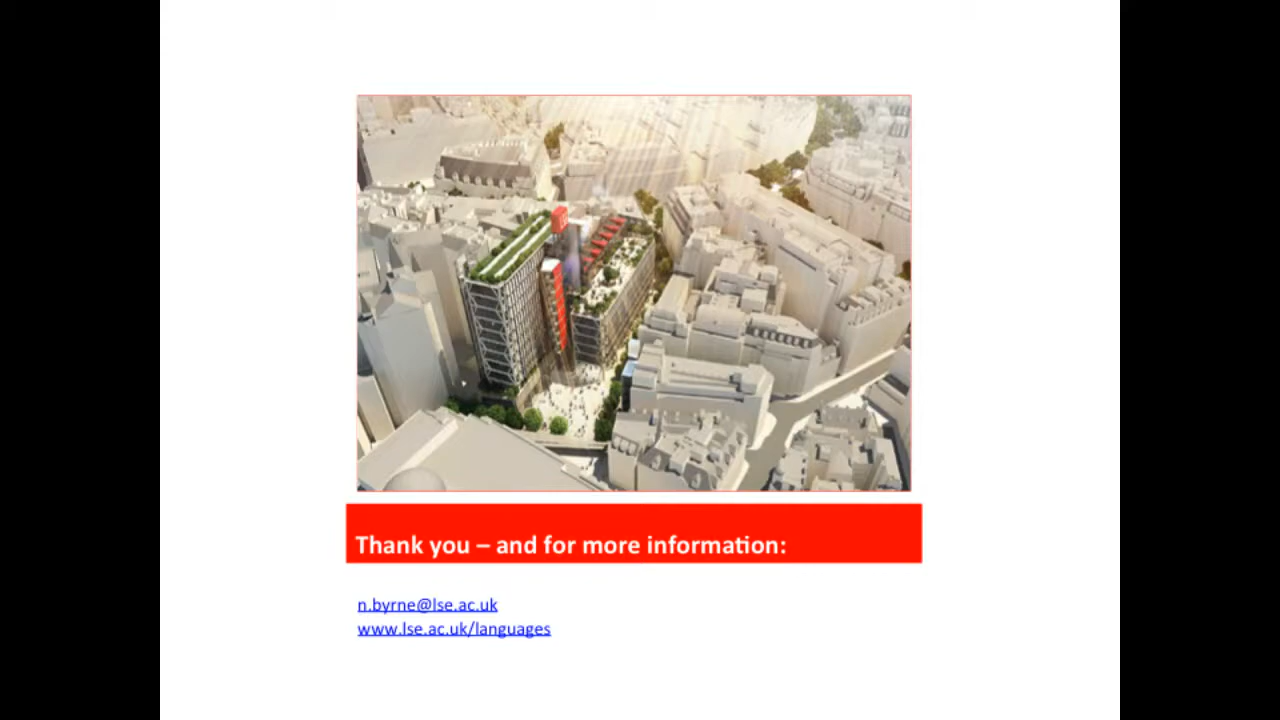 Thank you – and for more information:
n.byrne@lse.ac.uk
www.lse.ac.uk/languages